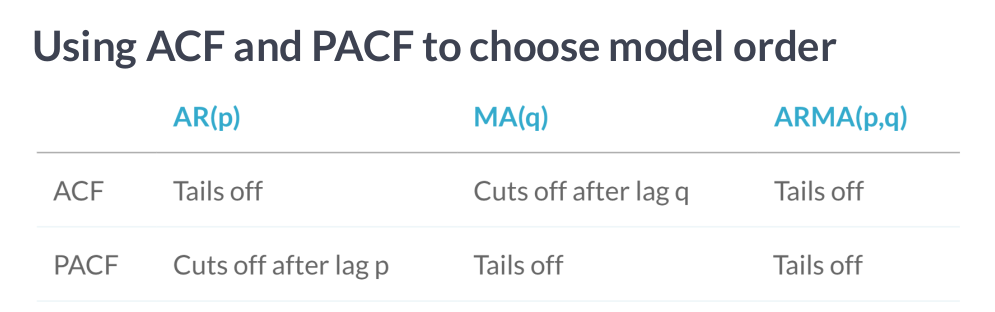 Using ACF and PACF to choose model order
AR(p) MA(q) ARMA(p,q)
ACF Tails off Cuts off after lag q Tails off
PACF Cuts off after lag p Tails off Tails off